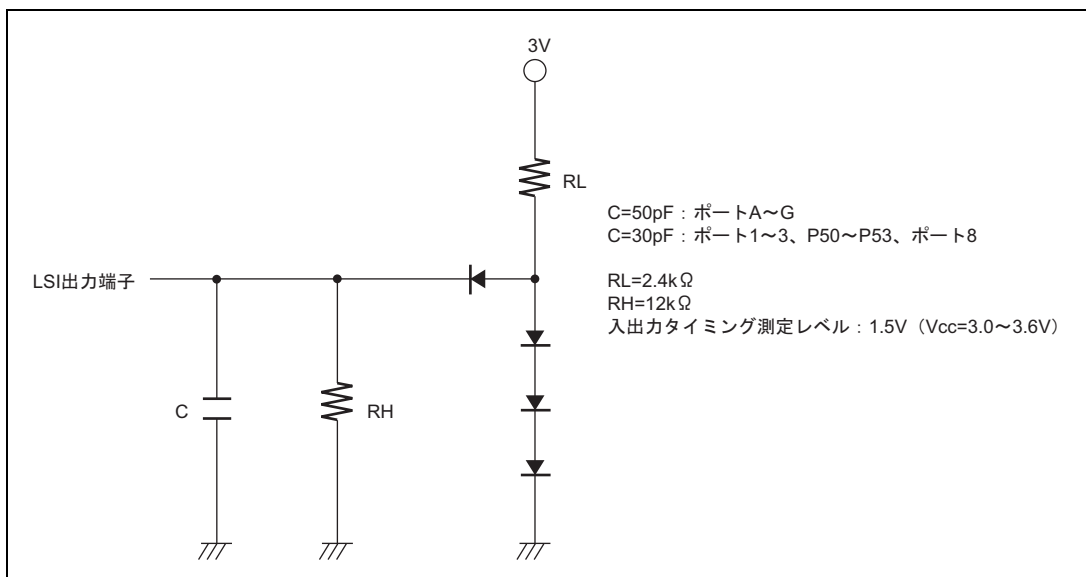 3V
RL
C=50pF：ポートA～G
C=30pF：ポート1～3、P50～P53、ポート8
RL=2.4kΩ
RH=12kΩ
入出力タイミング測定レベル：1.5V（Vcc=3.0～3.6V）
LSI出力端子
C
RH